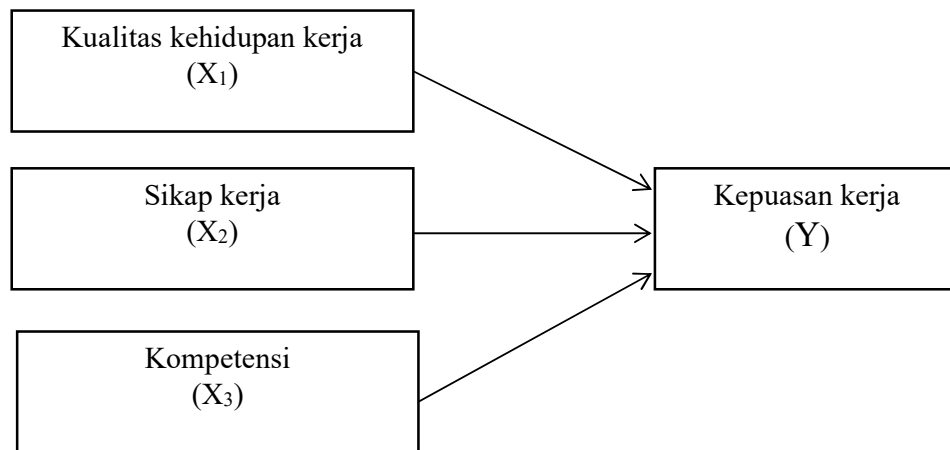 Kualitas kehidupan kerja
(X₁)
Sikap kerja
(X₂)
Kepuasan kerja
(Y)
Kompetensi
(X₃)